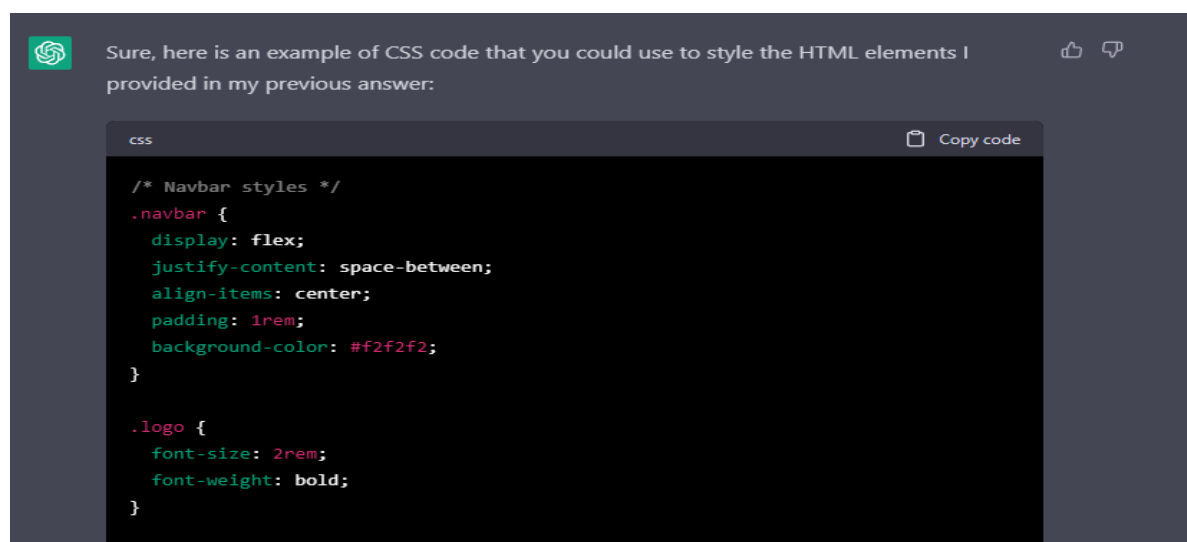 Sure, here is an example of CSS code that you could use to style the HTML elements I
provided in my previous answer:
css
Copy code
/* Navbar styles */
.navbar {
  display: flex;
  justify-content: space-between;
  align-items: center;
  padding: 1rem;
  background-color: #f2f2f2;
}
.logo {
  font-size: 2rem;
  font-weight: bold;
}